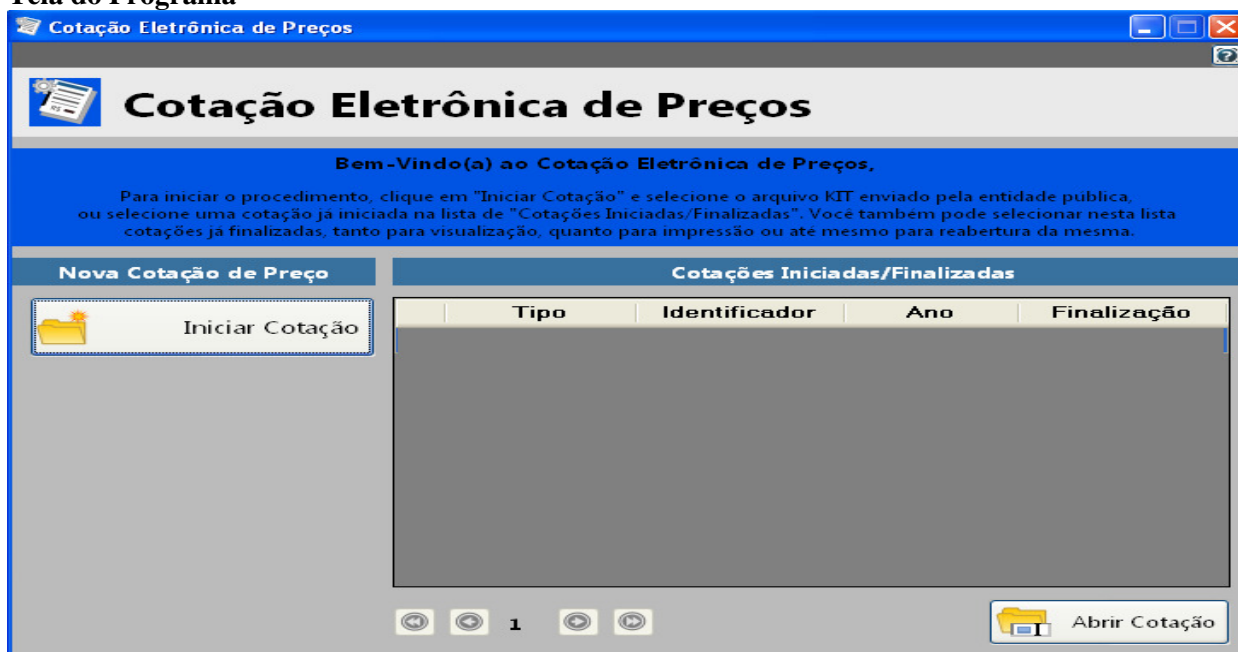 Tela do Programa
Cotação Eletrônica de Preços
Cotação Eletrônica de Preços
Bem-Vindo(a) ao Cotação Eletrônica de Preços,
Para iniciar o procedimento, clique em "Iniciar Cotação" e selecione o arquivo KIT enviado pela entidade publica,
ou selecione uma cotação já iniciada na lista de "Cotações Iniciadas/Finalizadas". Você também pode selecionar nesta lista
cotações já finalizadas, tanto para visualização, quanto para impressão ou até mesmo para reabertura da mesma.
Nova Cotação de Preço
Cotações Iniciadas/Finalizadas
Iniciar Cotação
Tipo Identificador Ano Finalização
1
Abrir Cotação